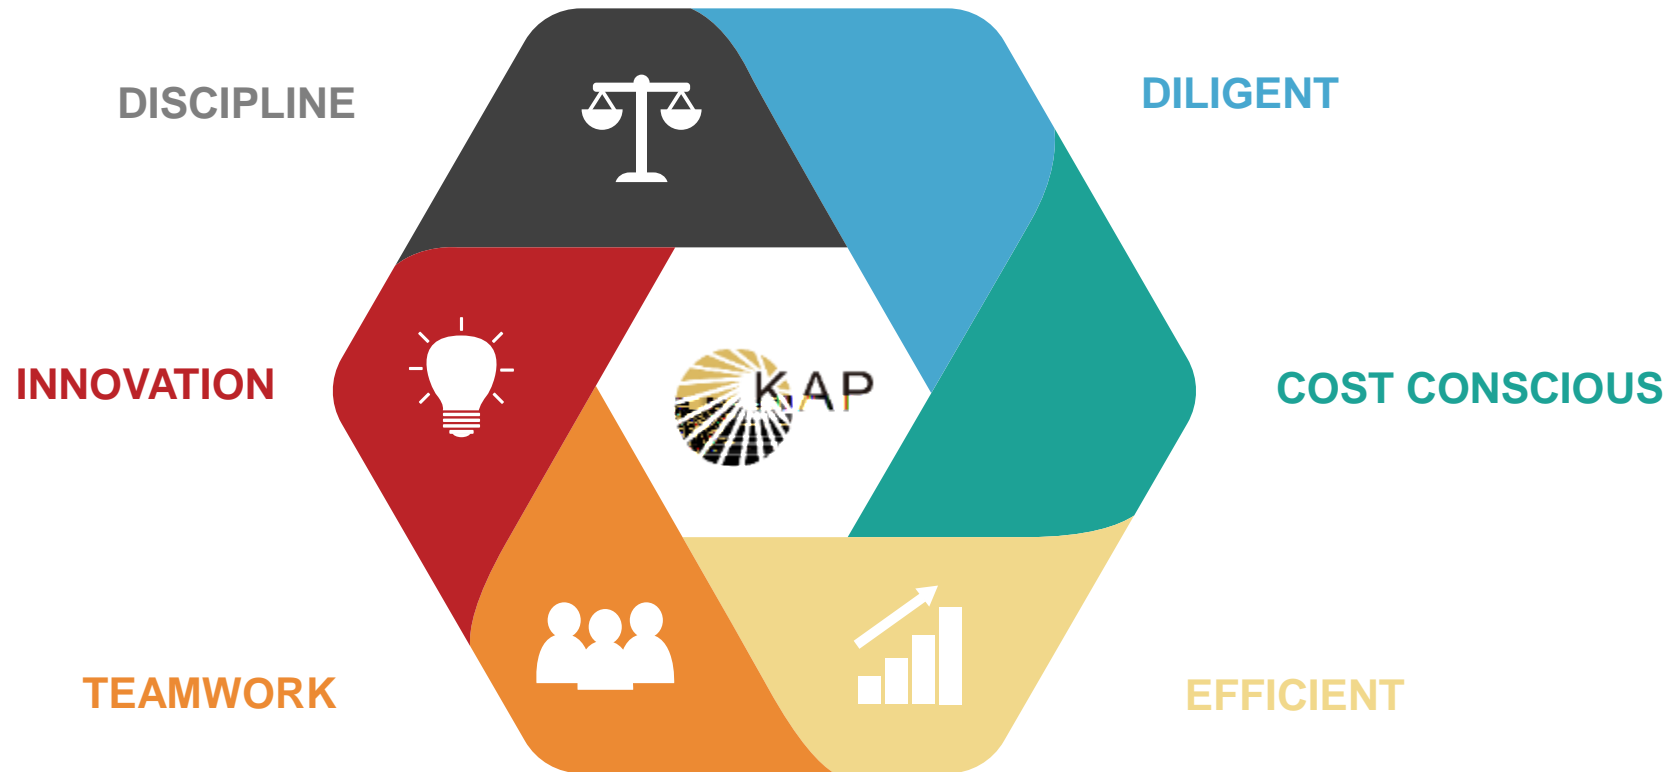 DISCIPLINE
DILIGENT
INNOVATION
KAP
COST CONSCIOUS
TEAMWORK
EFFICIENT